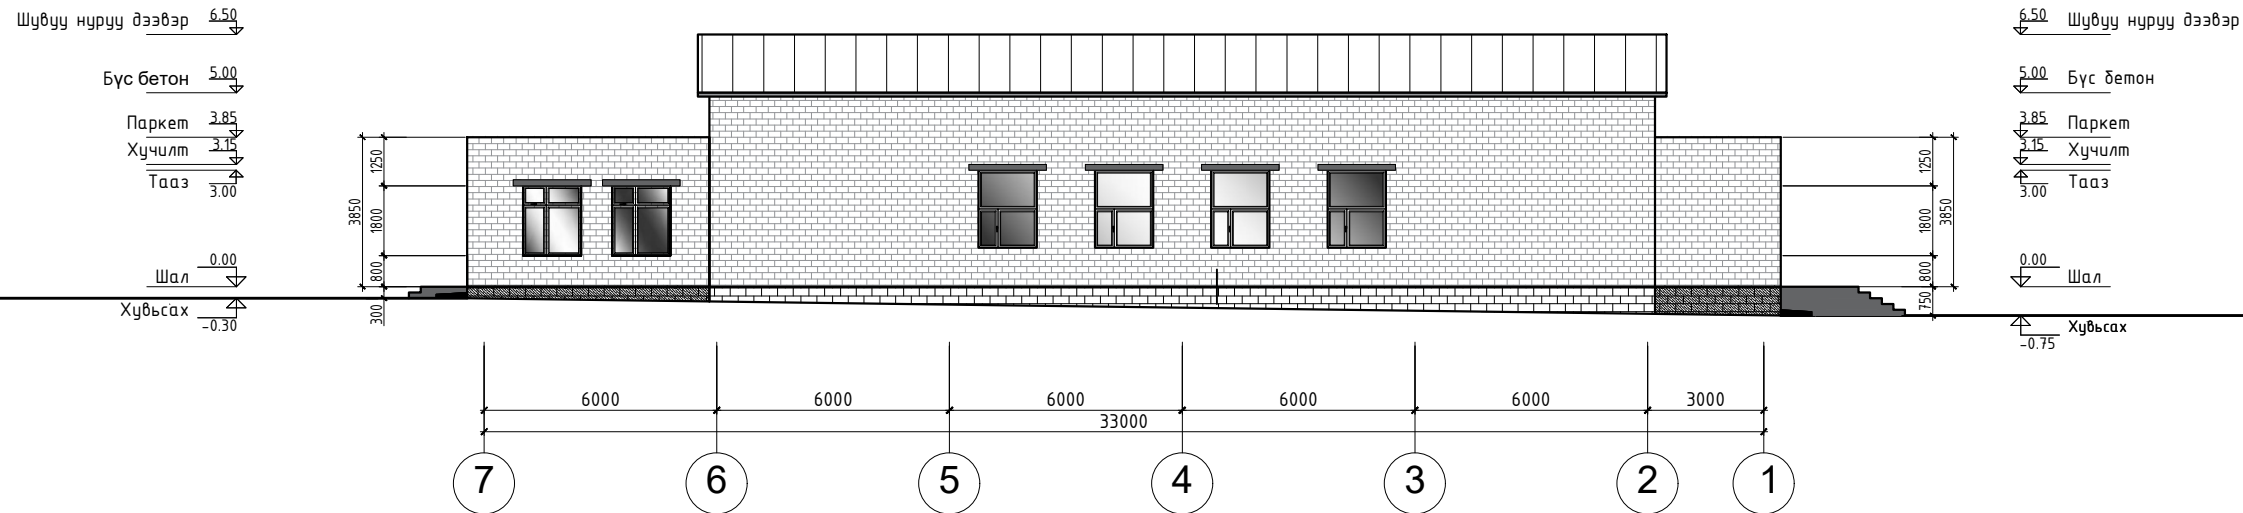 Шувуу нуруу дээвэр 6.50
Бүс бетон 5.00
Паркет 3.85
Хучилт 3.15
Тааз 3.00
Шал 0.00
Хувьсах -0.30
3850
1250
1800
800
300
6.50 Шувуу нуруу дээвэр
5.00 Бүс бетон
3.85 Паркет
3.15 Хучилт
3.00 Тааз
0.00 Шал
-0.75 Хувьсах
1250
1800
800
750
3850
6000 6000 6000 6000 6000 3000
33000
7 6 5 4 3 2 1